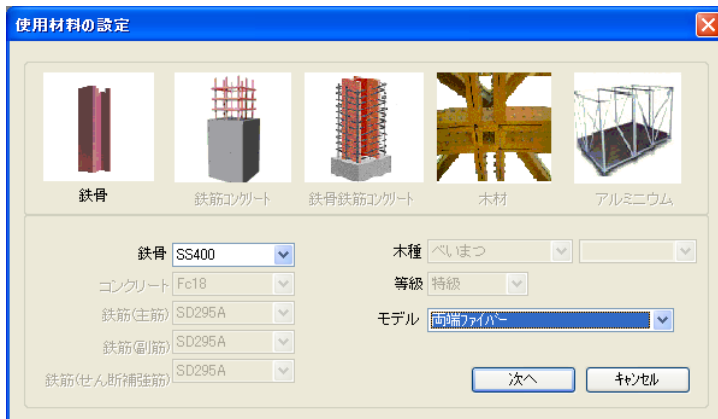 使用材料の設定
鉄骨
鉄筋コンクリート
鉄骨鉄筋コンクリート
木材
アルミニウム
鉄骨 SS400
コンクリート Fc18
鉄筋(主筋) SD295A
鉄筋(副筋) SD295A
鉄筋(せん断補強筋) SD295A
木種 べいまつ
等級 特級
モデル 両端ファイバー
次へ
キャンセル